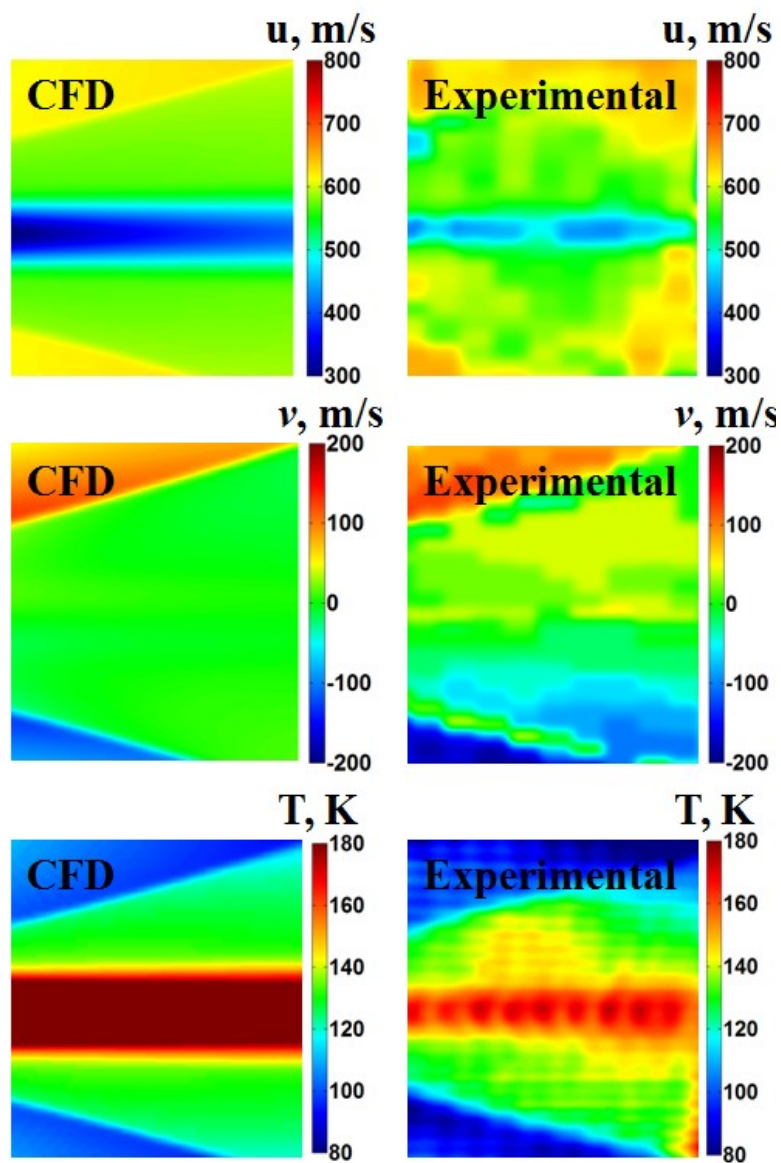 u, m/s u, m/s
CFD Experimental
800 800
700 700
600 600
500 500
400 400
300 300
v, m/s v, m/s
CFD Experimental
200 200
100 100
0 0
-100 -100
-200 -200
T, K T, K
CFD Experimental
180 180
160 160
140 140
120 120
100 100
80 80